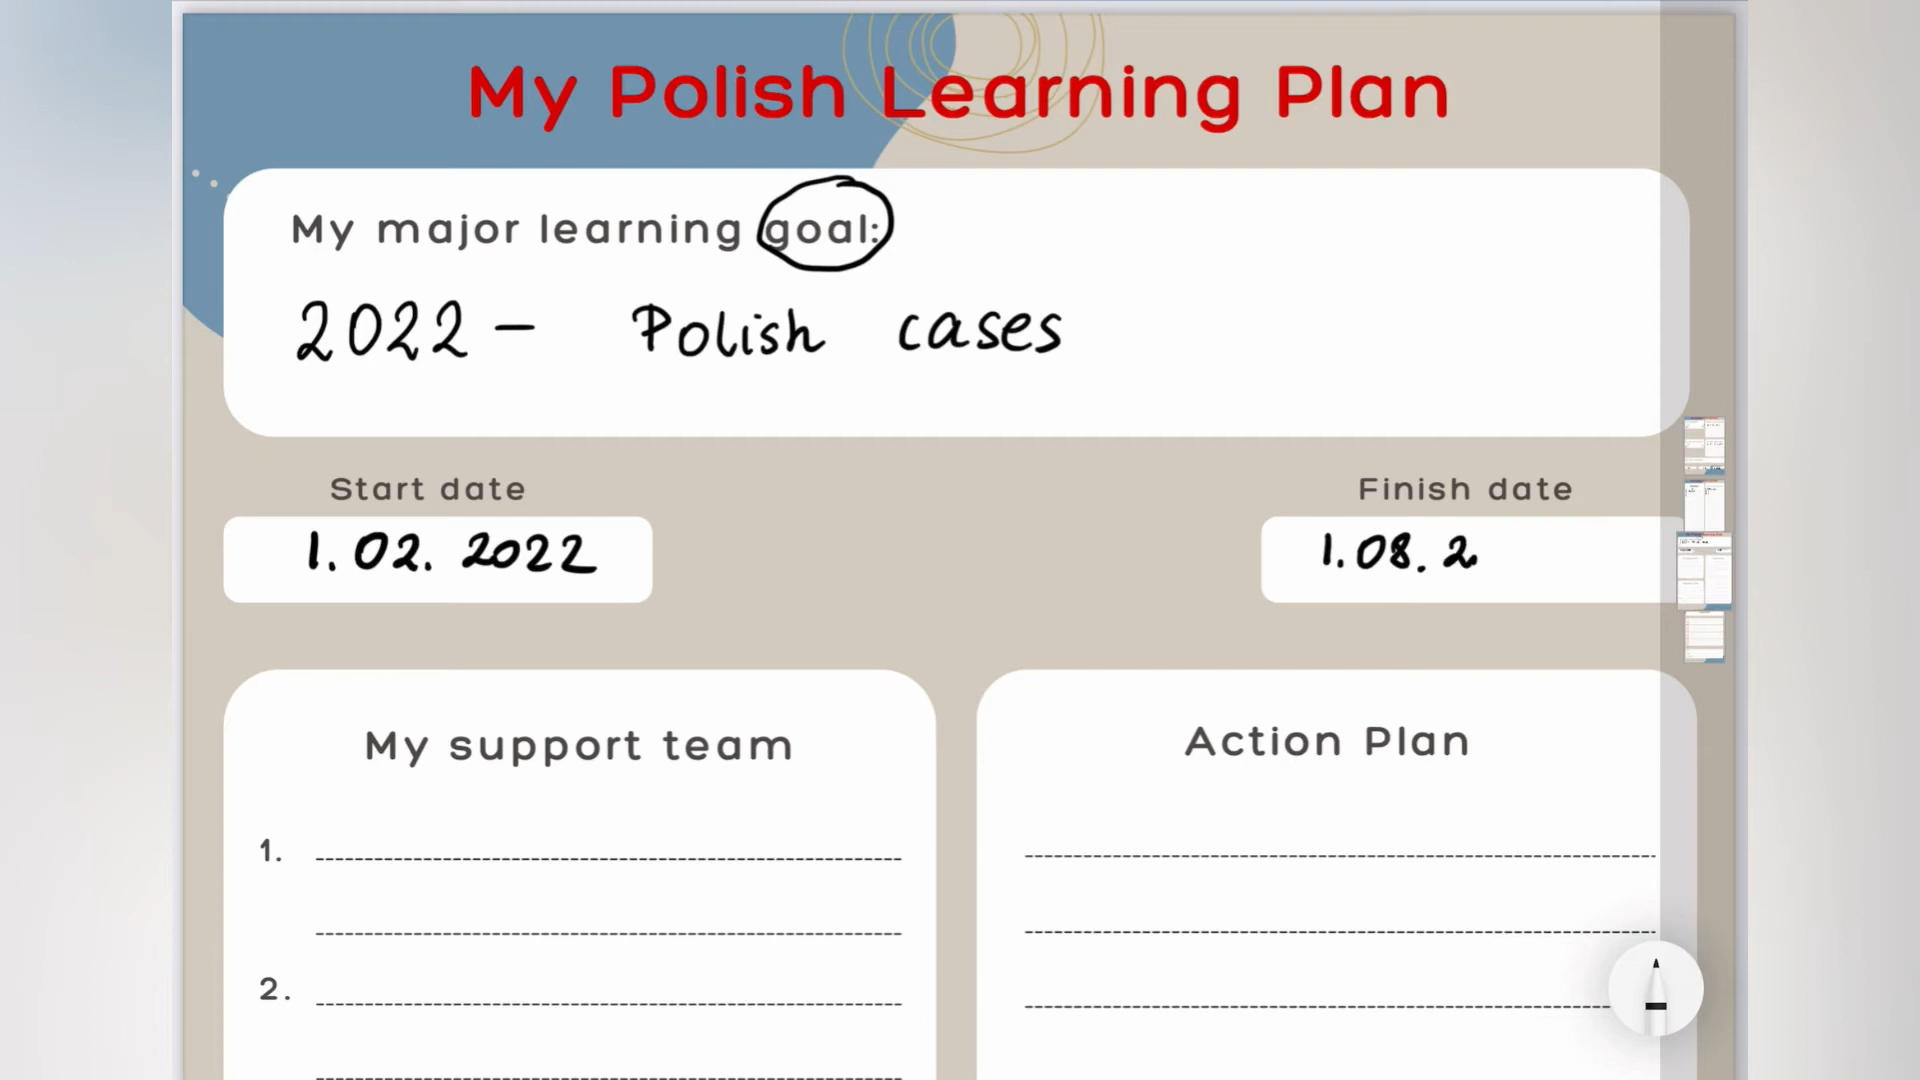 My Polish Learning Plan
My major learning goal:
2022 - Polish cases
Start date
Finish date
1. 02. 2022
1. 08. 2
My support team
Action Plan
1.
2.